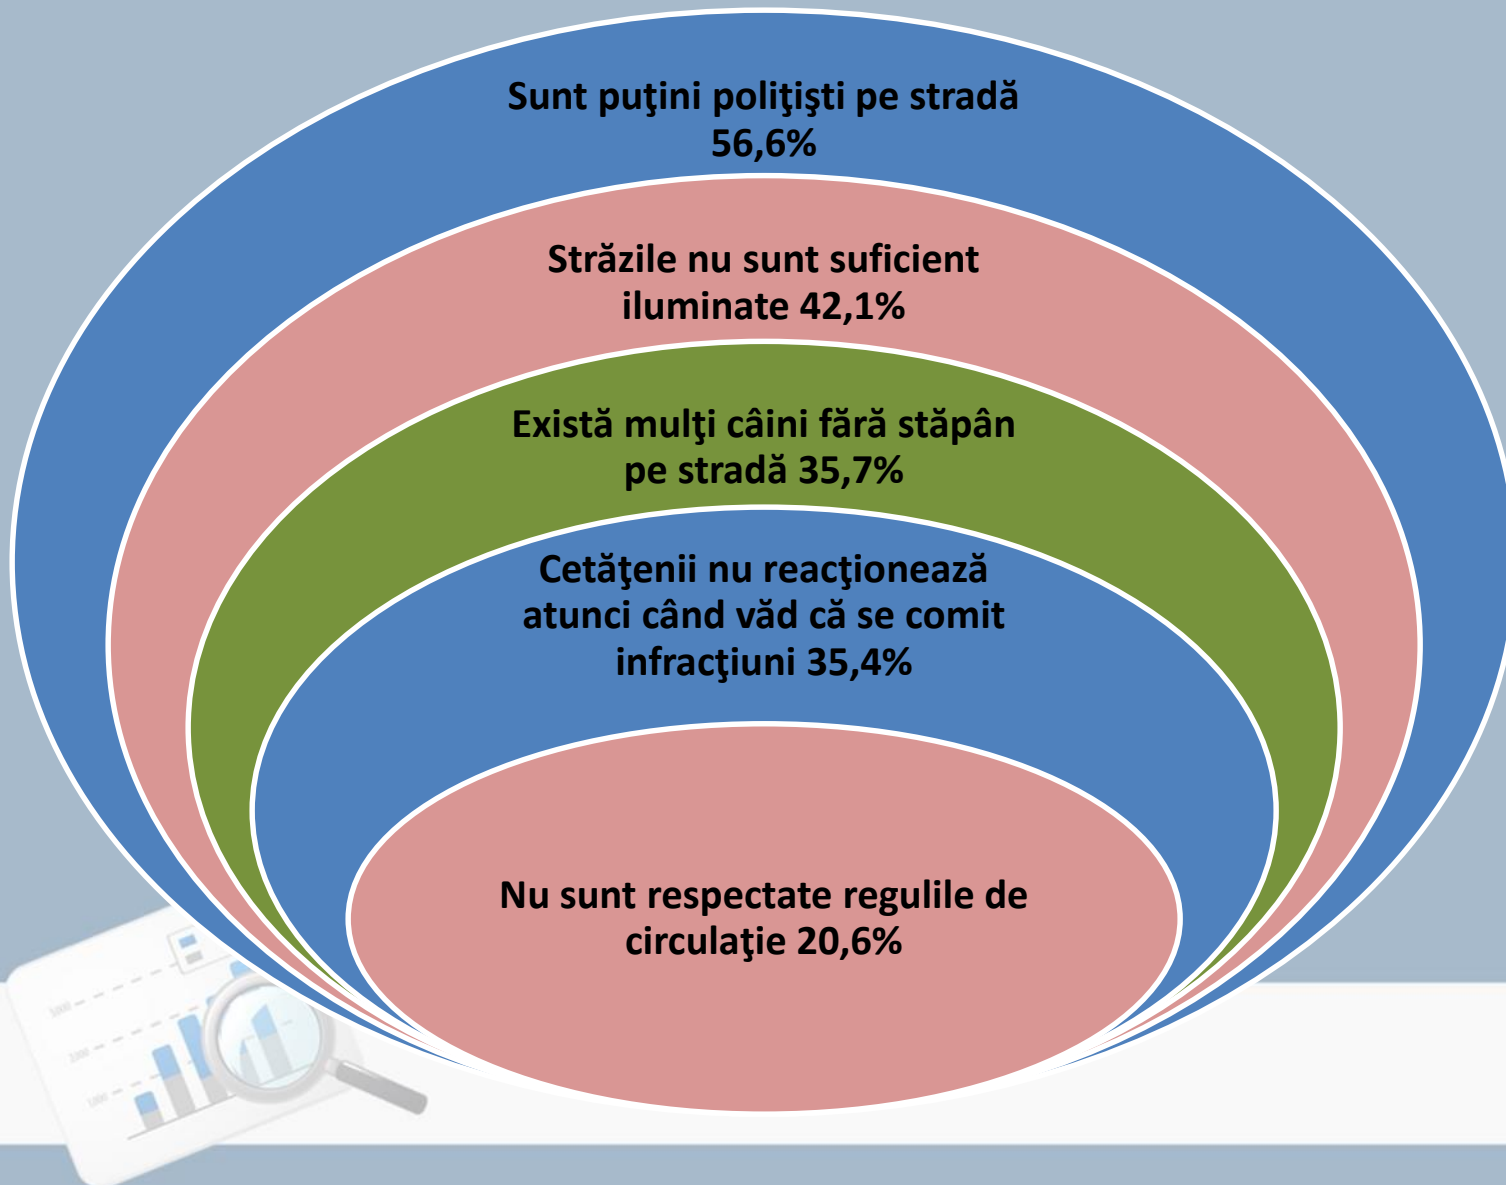 Sunt puţini poliţişti pe stradă
56,6%
Străzile nu sunt suficient
iluminate 42,1%
Există mulţi câini fără stăpân
pe stradă 35,7%
Cetăţenii nu reacţionează
atunci când văd că se comit
infracţiuni 35,4%
Nu sunt respectate regulile de
circulaţie 20,6%